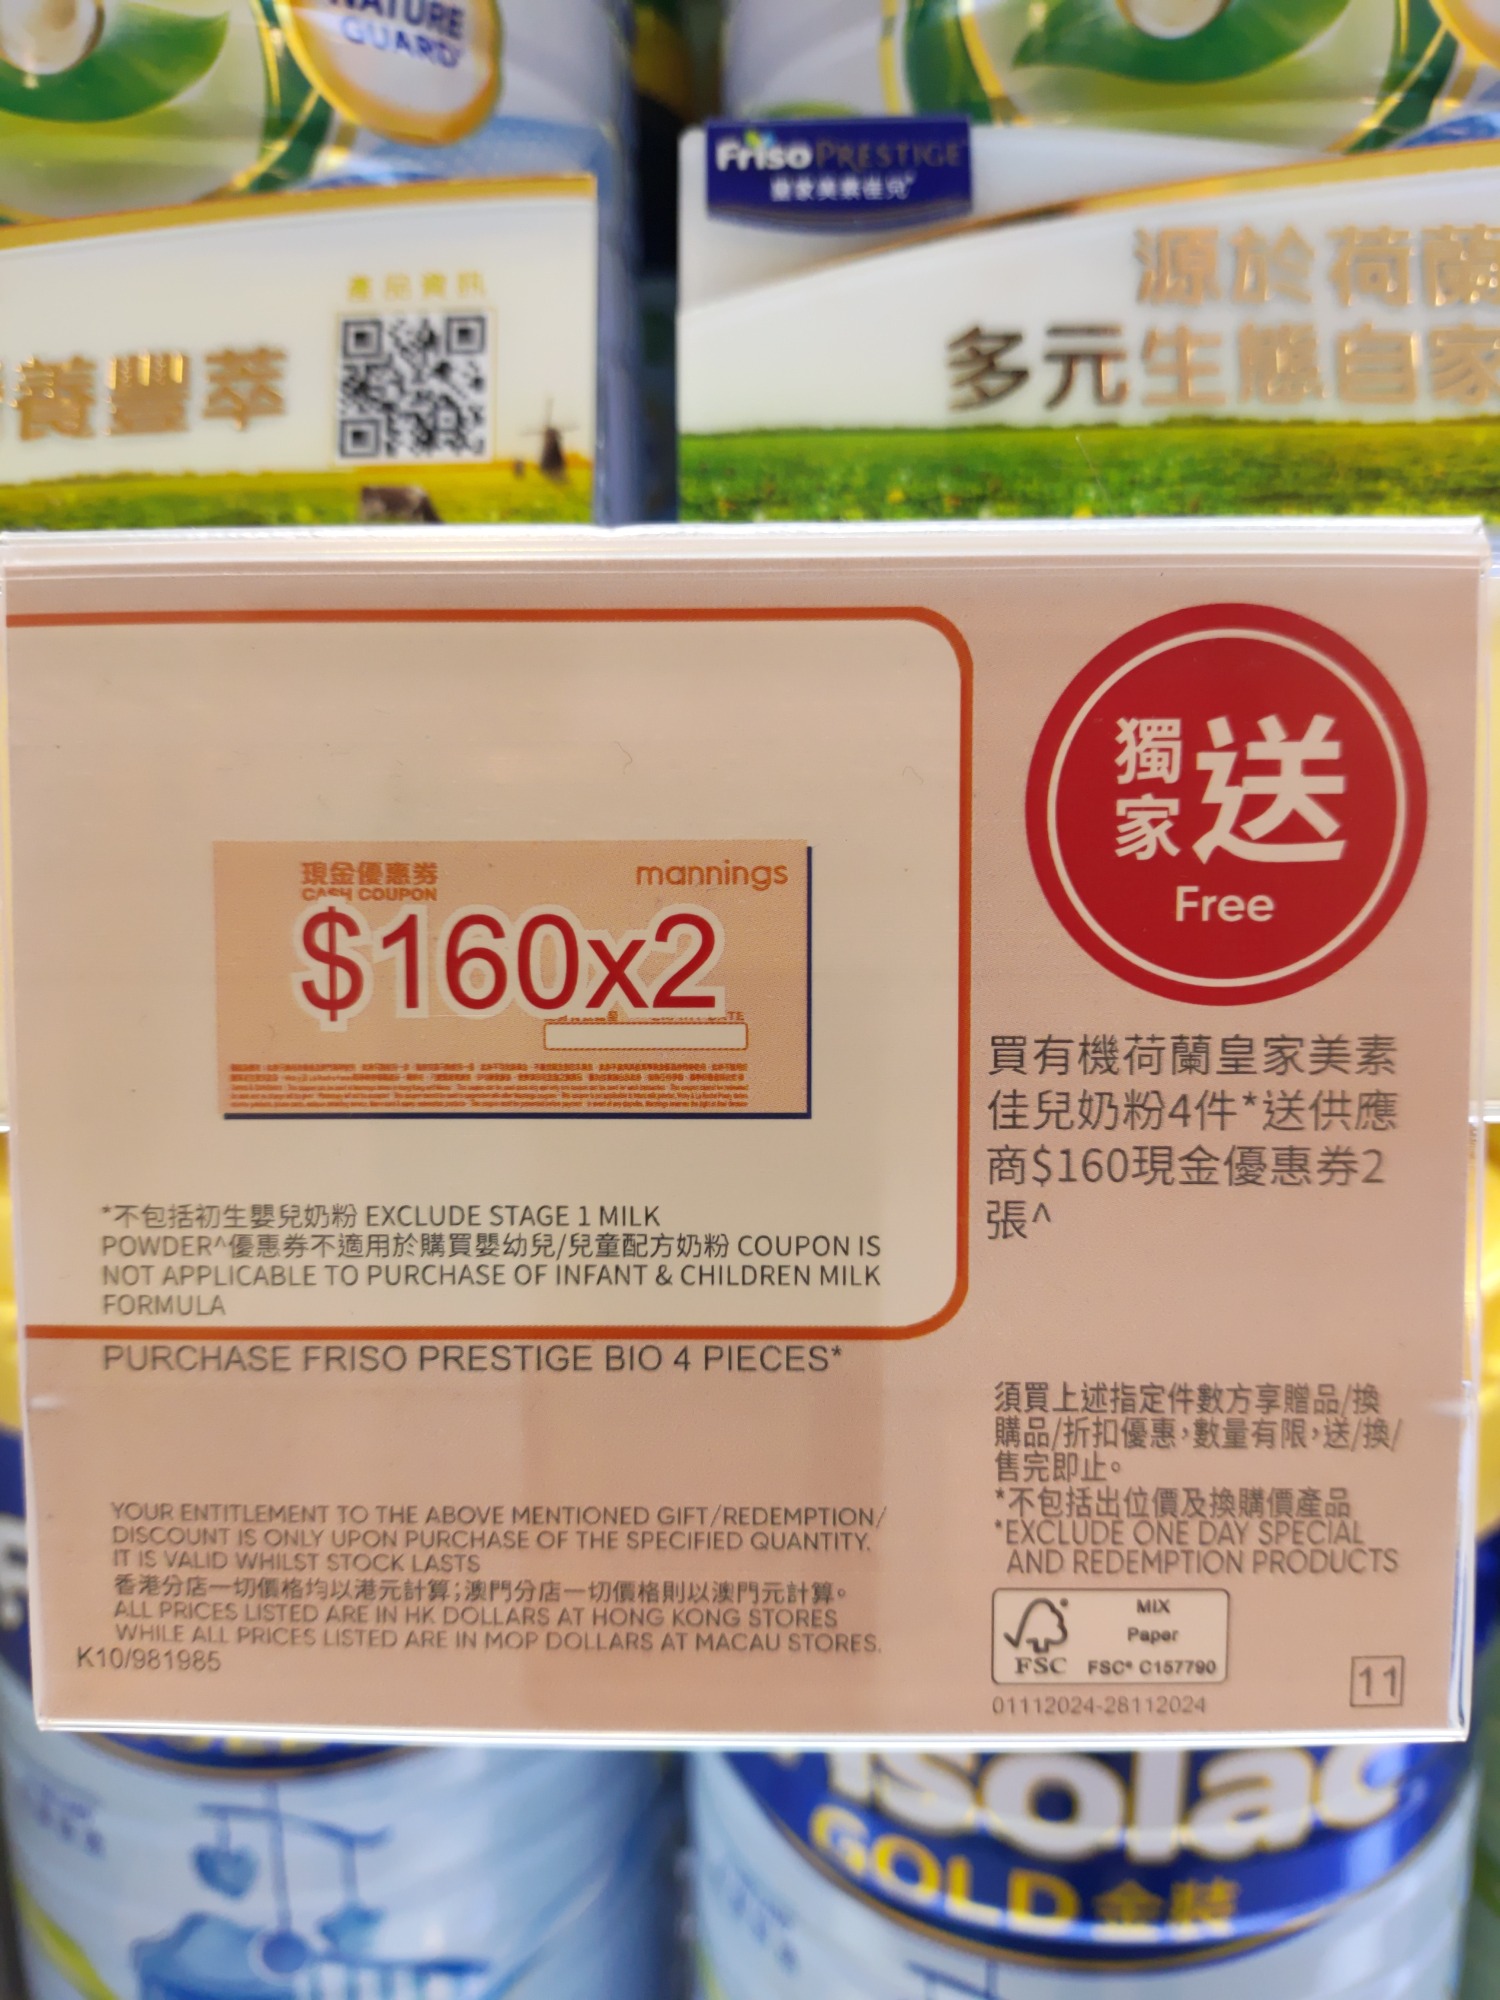 NATURE
GUARD
Friso PRESTIGE
皇家美素佳兒
產品資訊
養豐萃
源於荷蘭
多元生態自家
獨家送
Free
現金優惠券
CASH COUPON
mannings
$160x2
買有機荷蘭皇家美素
佳兒奶粉4件*送供應
商$160現金優惠券2
張^
*不包括初生嬰兒奶粉 EXCLUDE STAGE 1 MILK
POWDER^優惠券不適用於購買嬰幼兒/兒童配方奶粉 COUPON IS
NOT APPLICABLE TO PURCHASE OF INFANT & CHILDREN MILK
FORMULA
PURCHASE FRISO PRESTIGE BIO 4 PIECES*
須買上述指定件數方享贈品/換
購品/折扣優惠,數量有限,送/換/
售完即止。
*不包括出位價及換購價產品
*EXCLUDE ONE DAY SPECIAL
AND REDEMPTION PRODUCTS
YOUR ENTITLEMENT TO THE ABOVE MENTIONED GIFT/REDEMPTION/
DISCOUNT IS ONLY UPON PURCHASE OF THE SPECIFIED QUANTITY.
IT IS VALID WHILST STOCK LASTS
香港分店一切價格均以港元計算;澳門分店一切價格則以澳門元計算。
ALL PRICES LISTED ARE IN HK DOLLARS AT HONG KONG STORES
WHILE ALL PRICES LISTED ARE IN MOP DOLLARS AT MACAU STORES.
K10/981985
MIX
Paper
FSC FSC® C157790
01112024-28112024
11
isolac
GOLD 金裝